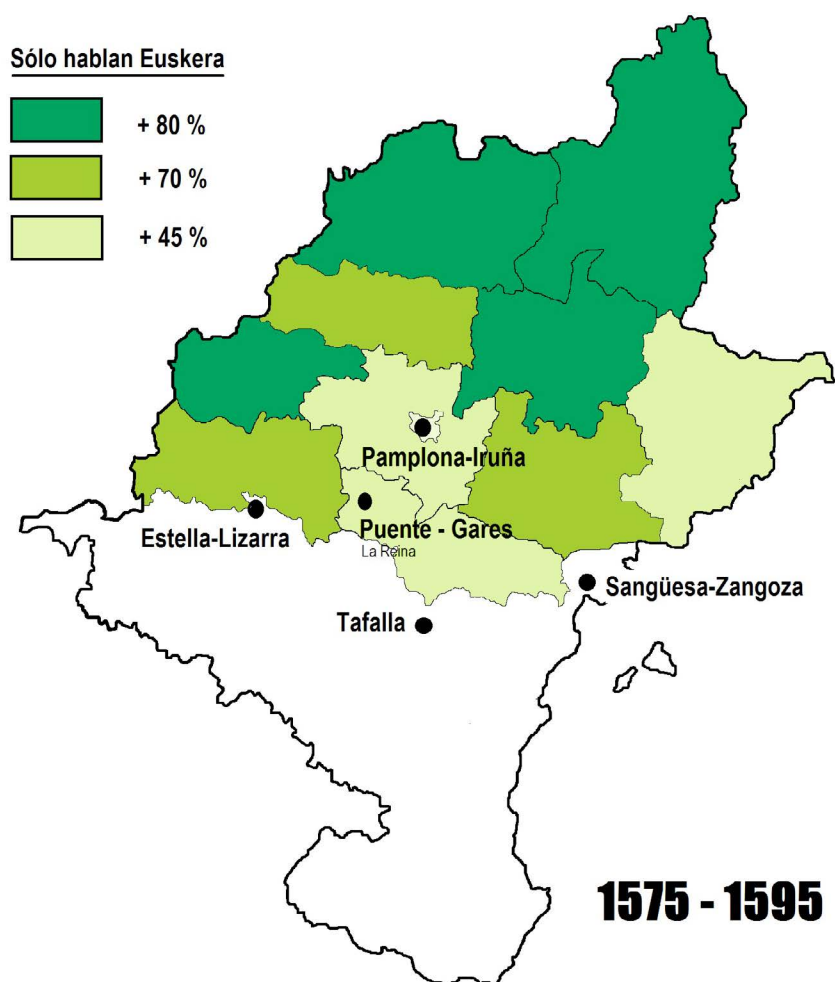 Sólo hablan Euskera
+ 80 %
+ 70 %
+ 45 %
Pamplona-Iruña
Puente - Gares
La Reina
Estella-Lizarra
Sangüesa-Zangoza
Tafalla
1575 - 1595